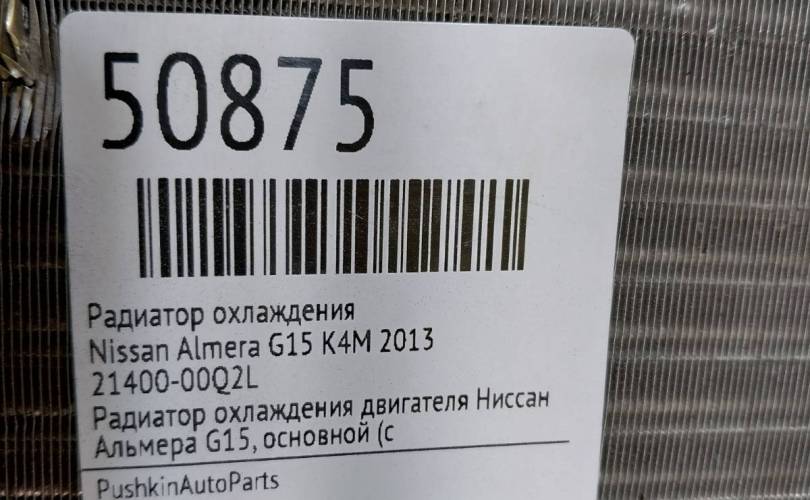 50875
Радиатор охлаждения
Nissan Almera G15 K4M 2013
21400-00Q2L
Радиатор охлаждения двигателя Ниссан
Альмера G15, основной (с
PushkinAutoParts